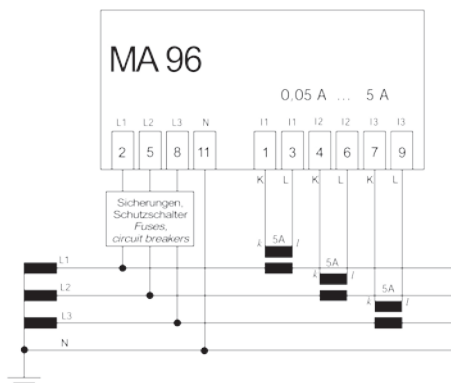 MA 96
0.05 A ... 5 A
L1 L2 L3 N I1 I1 I2 I2 I3 I3
2 5 8 11 1 3 4 6 7 9
K L K L K L
Sicherungen,
Schutzschalter
Fuses,
circuit breakers
5A
k l
L1
5A
k l
L2
5A
k l
L3
N